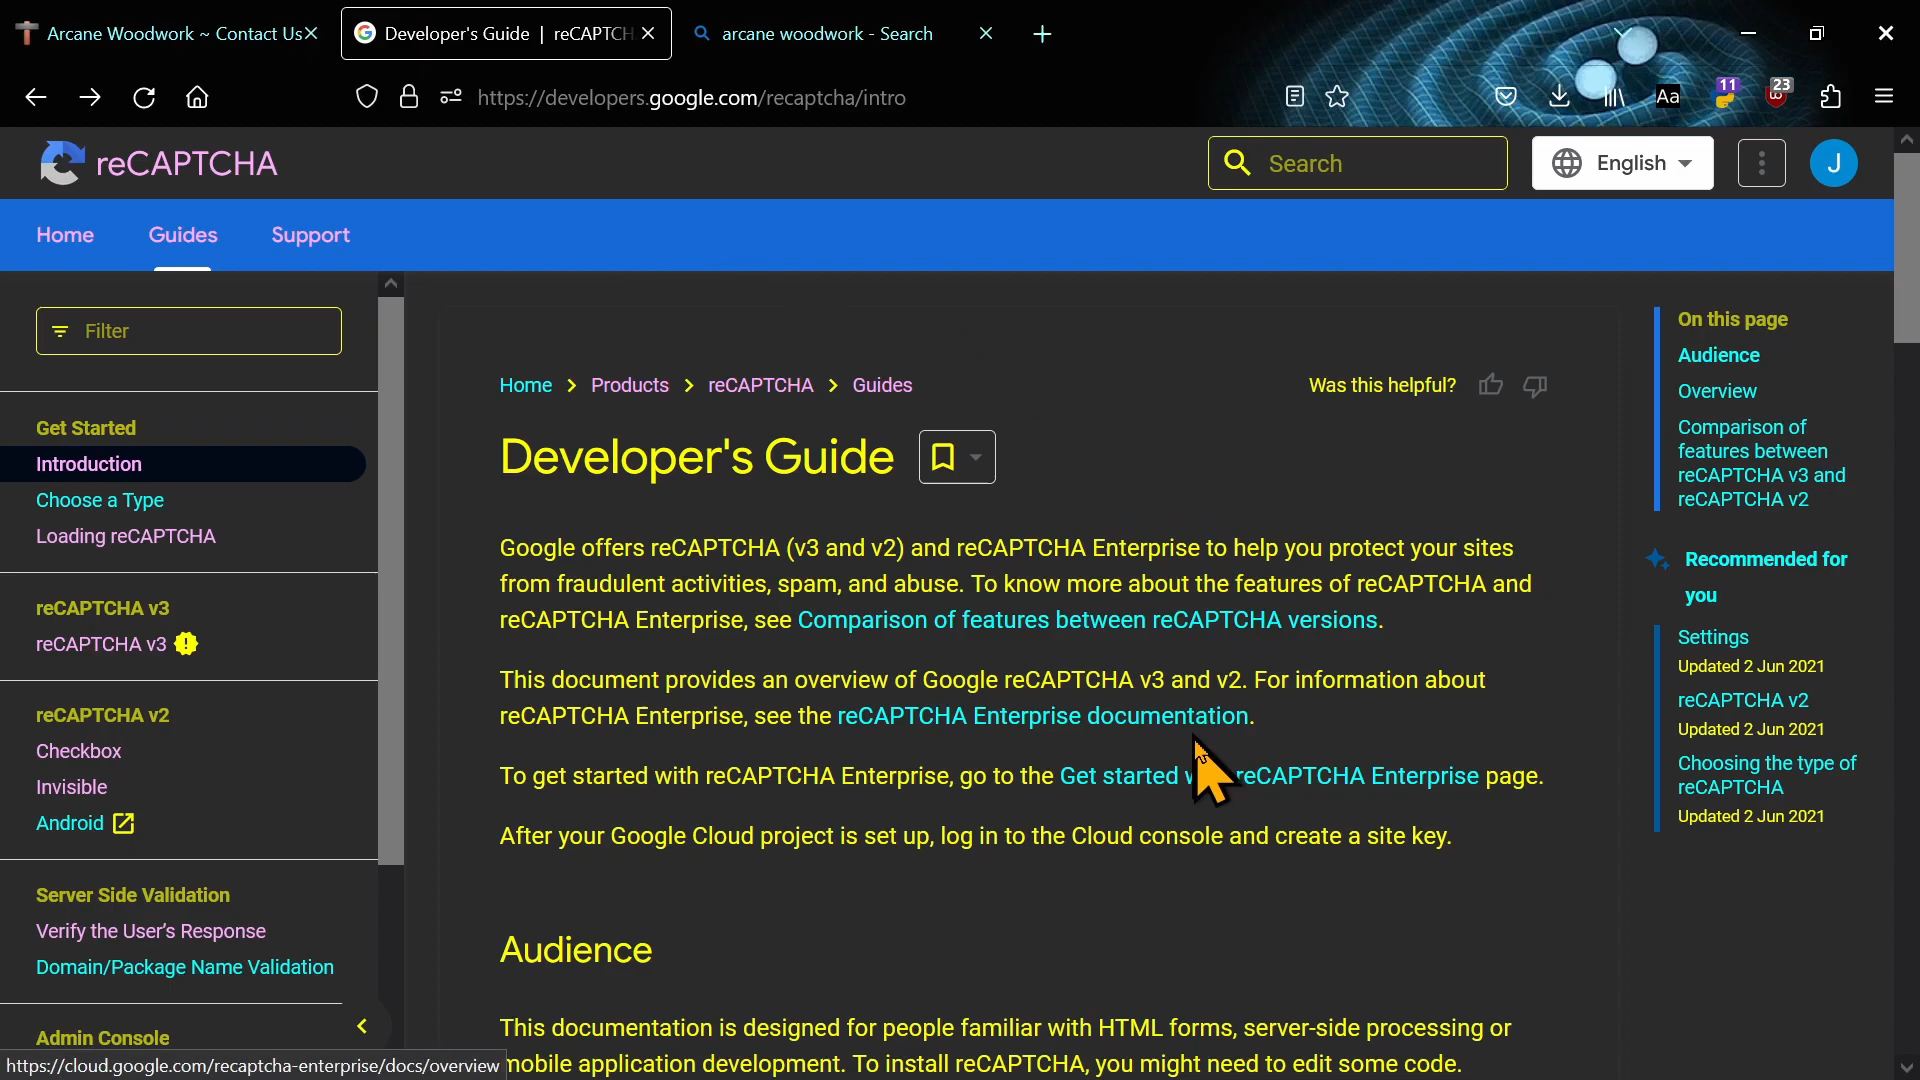 Arcane Woodwork ~ Contact Us
Developer's Guide | reCAPTCH
arcane woodwork - Search
https://developers.google.com/recaptcha/intro
Aa
11
23
reCAPTCHA
Search
English
J
Home
Guides
Support
Filter
Get Started
Introduction
Choose a Type
Loading reCAPTCHA
reCAPTCHA v3
reCAPTCHA v3
reCAPTCHA v2
Checkbox
Invisible
Android
Server Side Validation
Verify the User's Response
Domain/Package Name Validation
Admin Console
https://cloud.google.com/recaptcha-enterprise/docs/overview
Home > Products > reCAPTCHA > Guides
Was this helpful?
Developer's Guide
Google offers reCAPTCHA (v3 and v2) and reCAPTCHA Enterprise to help you protect your sites
from fraudulent activities, spam, and abuse. To know more about the features of reCAPTCHA and
reCAPTCHA Enterprise, see Comparison of features between reCAPTCHA versions.
This document provides an overview of Google reCAPTCHA v3 and v2. For information about
reCAPTCHA Enterprise, see the reCAPTCHA Enterprise documentation.
To get started with reCAPTCHA Enterprise, go to the Get started reCAPTCHA Enterprise page.
After your Google Cloud project is set up, log in to the Cloud console and create a site key.
Audience
This documentation is designed for people familiar with HTML forms, server-side processing or
mobile application development. To install reCAPTCHA, you might need to edit some code.
On this page
Audience
Overview
Comparison of
features between
reCAPTCHA v3 and
reCAPTCHA v2
Recommended for
you
Settings
Updated 2 Jun 2021
reCAPTCHA v2
Updated 2 Jun 2021
Choosing the type of
reCAPTCHA
Updated 2 Jun 2021